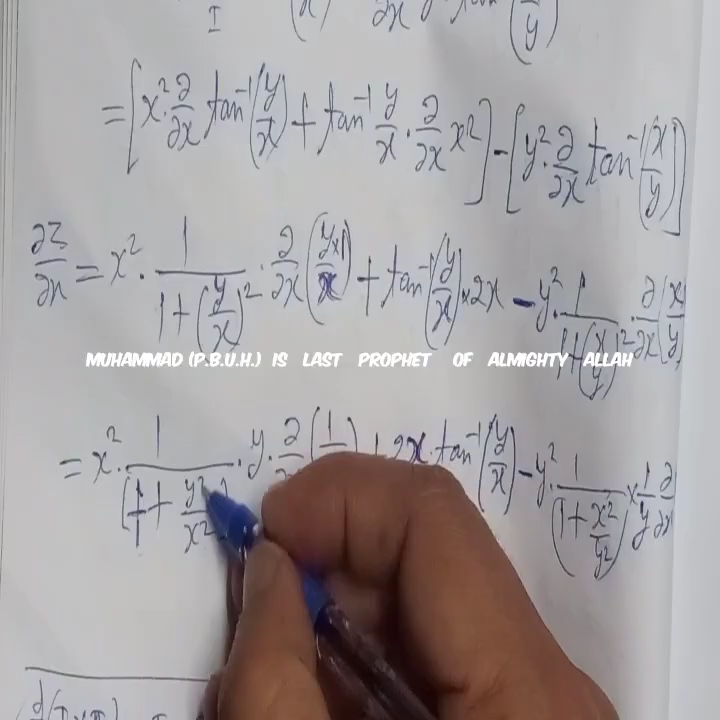 I (x) ∂x tan (x/y)
= [x². ∂/∂x tan⁻¹(y/x) + tan⁻¹ y/x . ∂/∂x x²] - [y². ∂/∂x tan⁻¹(x/y)]
∂z/∂x = x² . 1/(1+(y/x)²) . ∂/∂x (y×1/x) + tan⁻¹(y/x)×2x - y². 1/(1+(x/y)²) . ∂/∂x (x/y)
MUHAMMAD (P.B.U.H.) IS LAST PROPHET OF ALMIGHTY ALLAH
= x². 1/(1+ y²/x²) . y. ∂ (1 + 2x. tan⁻¹(y/x) - y². 1/(1+ x²/y²) × 1/y ∂/∂x